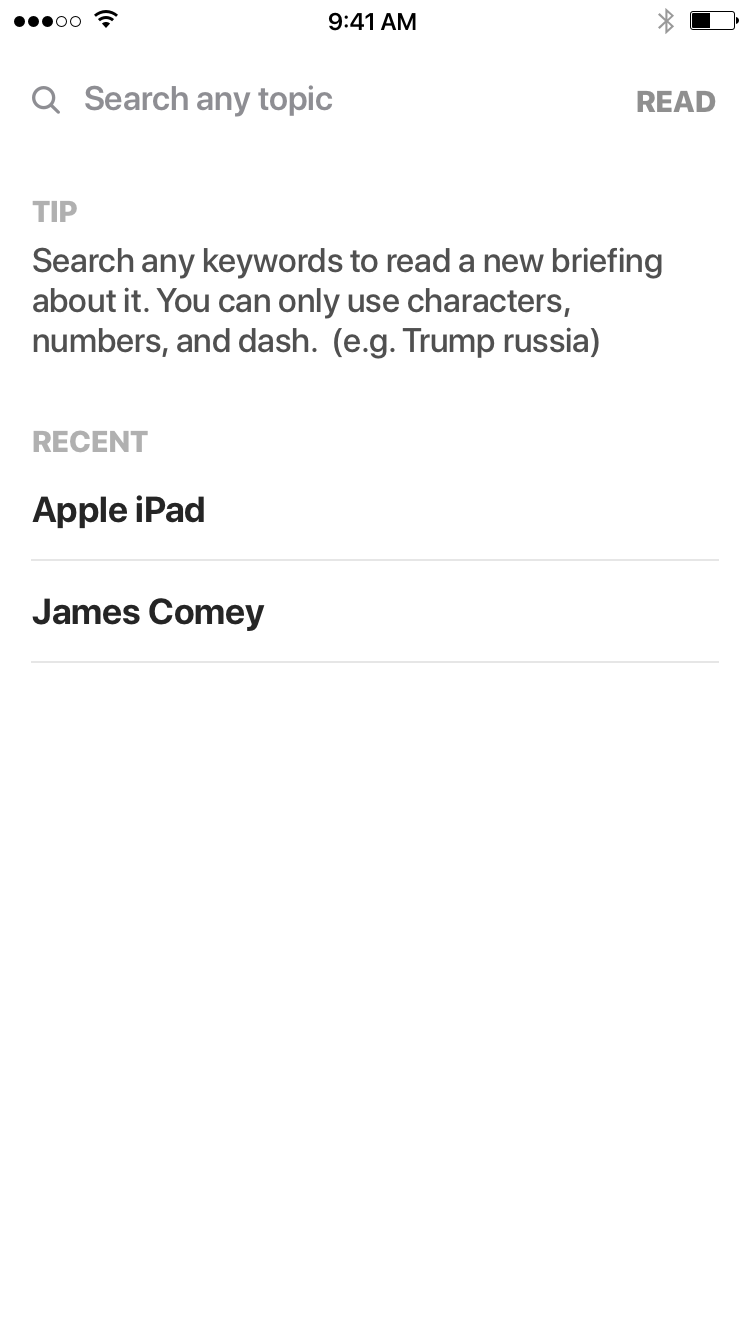 9:41 AM
Search any topic READ
TIP
Search any keywords to read a new briefing
about it. You can only use characters,
numbers, and dash.  (e.g. Trump russia)
RECENT
Apple iPad
James Comey